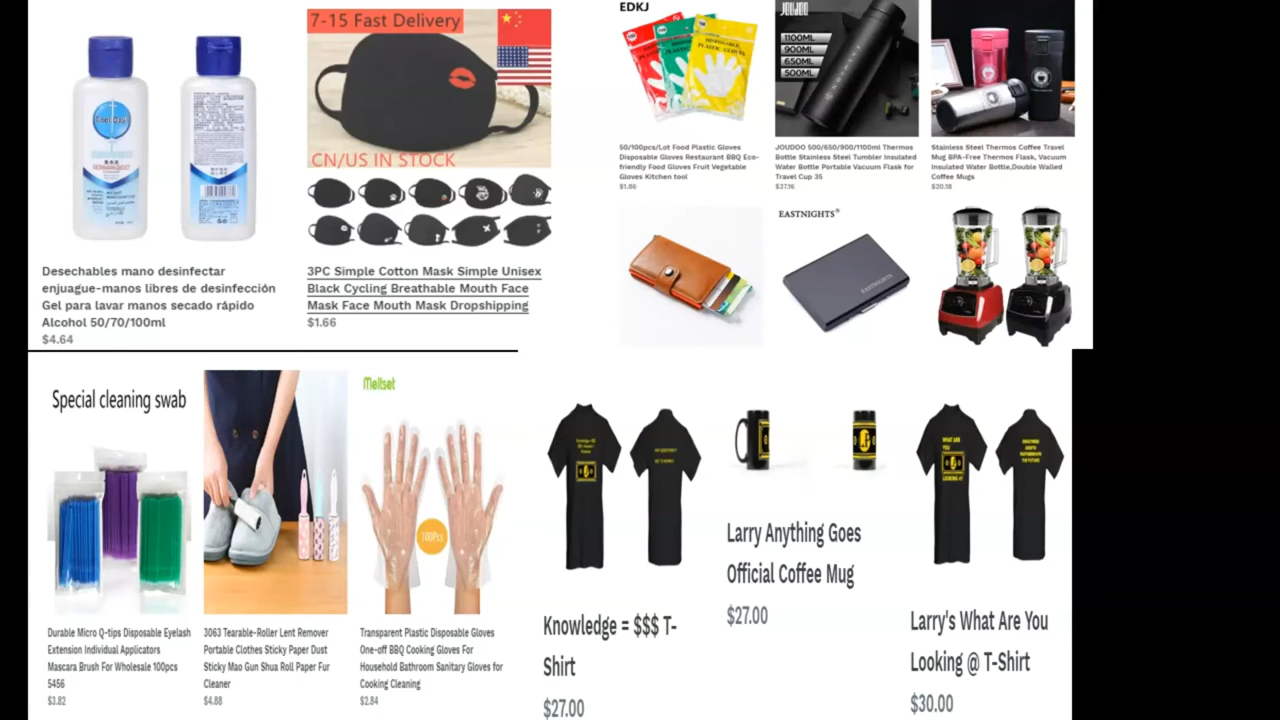 Desechables mano desinfectar
enjuague-manos libres de desinfección
Gel para lavar manos secado rápido
Alcohol 50/70/100ml
$4.64
7-15 Fast Delivery
CN/US IN STOCK
3PC Simple Cotton Mask Simple Unisex
Black Cycling Breathable Mouth Face
Mask Face Mouth Mask Dropshipping
$1.66
EDKJ
50/100pcs/Lot Food Plastic Gloves
Disposable Gloves Restaurant BBQ Eco-
friendly Food Gloves Fruit Vegetable
Gloves Kitchen tool
$1.86
JOUDOO
1100ML
900ML
650ML
500ML
JOUDOO 500/650/900/1100ml Thermos
Bottle Stainless Steel Tumbler Insulated
Water Bottle Portable Vacuum Flask for
Travel Cup 35
$37.16
Stainless Steel Thermos Coffee Travel
Mug BPA-Free Thermos Flask, Vacuum
Insulated Water Bottle,Double Walled
Coffee Mugs
$20.18
EASTNIGHTS®
EASTNIGHTS
Special cleaning swab
Durable Micro Q-tips Disposable Eyelash
Extension Individual Applicators
Mascara Brush For Wholesale 100pcs
5456
$3.82
3063 Tearable-Roller Lent Remover
Portable Clothes Sticky Paper Dust
Sticky Mao Gun Shua Roll Paper Fur
Cleaner
$4.88
Meltset
100Pcs
Transparent Plastic Disposable Gloves
One-off BBQ Cooking Gloves For
Household Bathroom Sanitary Gloves for
Cooking Cleaning
$2.84
Knowledge = $$$ T-
Shirt
$27.00
Larry Anything Goes
Official Coffee Mug
$27.00
WHAT ARE
YOU
LOOKING @?
Larry's What Are You
Looking @ T-Shirt
$30.00